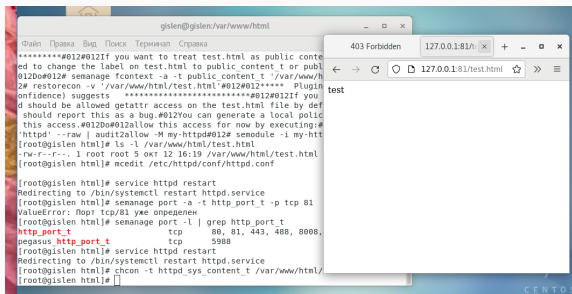 gislen@gislen:/var/www/html
Файл Правка Вид Поиск Терминал Справка
*********#012#012If you want to treat test.html as public conte
ed to change the label on test.html to public_content_t or publ
012Do#012# semanage fcontext -a -t public_content_t '/var/www/h
2# restorecon -v '/var/www/html/test.html'#012#012***** Plugin
onfidence) suggests **************************#012#012If you
d should be allowed getattr access on the test.html file by def
should report this as a bug.#012You can generate a local polic
this access.#012Do#012allow this access for now by executing:#
'httpd' --raw | audit2allow -M my-httpd#012# semodule -i my-htt
[root@gislen html]# ls -l /var/www/html/test.html
-rw-r--r--. 1 root root 5 окт 12 16:19 /var/www/html/test.html
[root@gislen html]# mcedit /etc/httpd/conf/httpd.conf
[root@gislen html]# service httpd restart
Redirecting to /bin/systemctl restart httpd.service
[root@gislen html]# semanage port -a -t http_port_t -p tcp 81
ValueError: Порт tcp/81 уже определен
[root@gislen html]# semanage port -l | grep http_port_t
http_port_t tcp 80, 81, 443, 488, 8008,
pegasus_http_port_t tcp 5988
[root@gislen html]# service httpd restart
Redirecting to /bin/systemctl restart httpd.service
[root@gislen html]# chcon -t httpd_sys_content_t /var/www/html/
[root@gislen html]#
403 Forbidden
127.0.0.1:81/t
127.0.0.1:81/test.html
test
7
CENTOS